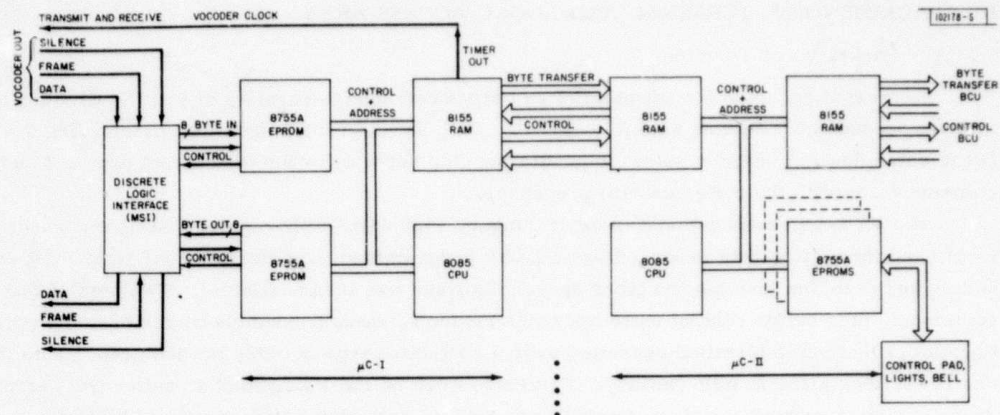 TRANSMIT AND RECEIVE
VOCODER CLOCK
102178-S
VOCODER OUT
SILENCE
FRAME
DATA
TIMER
OUT
8, BYTE IN
CONTROL
8755A
EPROM
CONTROL
+
ADDRESS
8155
RAM
BYTE TRANSFER
CONTROL
8155
RAM
CONTROL
+
ADDRESS
8155
RAM
BYTE
TRANSFER
BCU
CONTROL
BCU
DISCRETE
LOGIC
INTERFACE
(MSI)
BYTE OUT, 8
CONTROL
8755A
EPROM
8085
CPU
8085
CPU
8755A
EPROMS
DATA
FRAME
SILENCE
μC-I
μC-II
CONTROL PAD,
LIGHTS, BELL